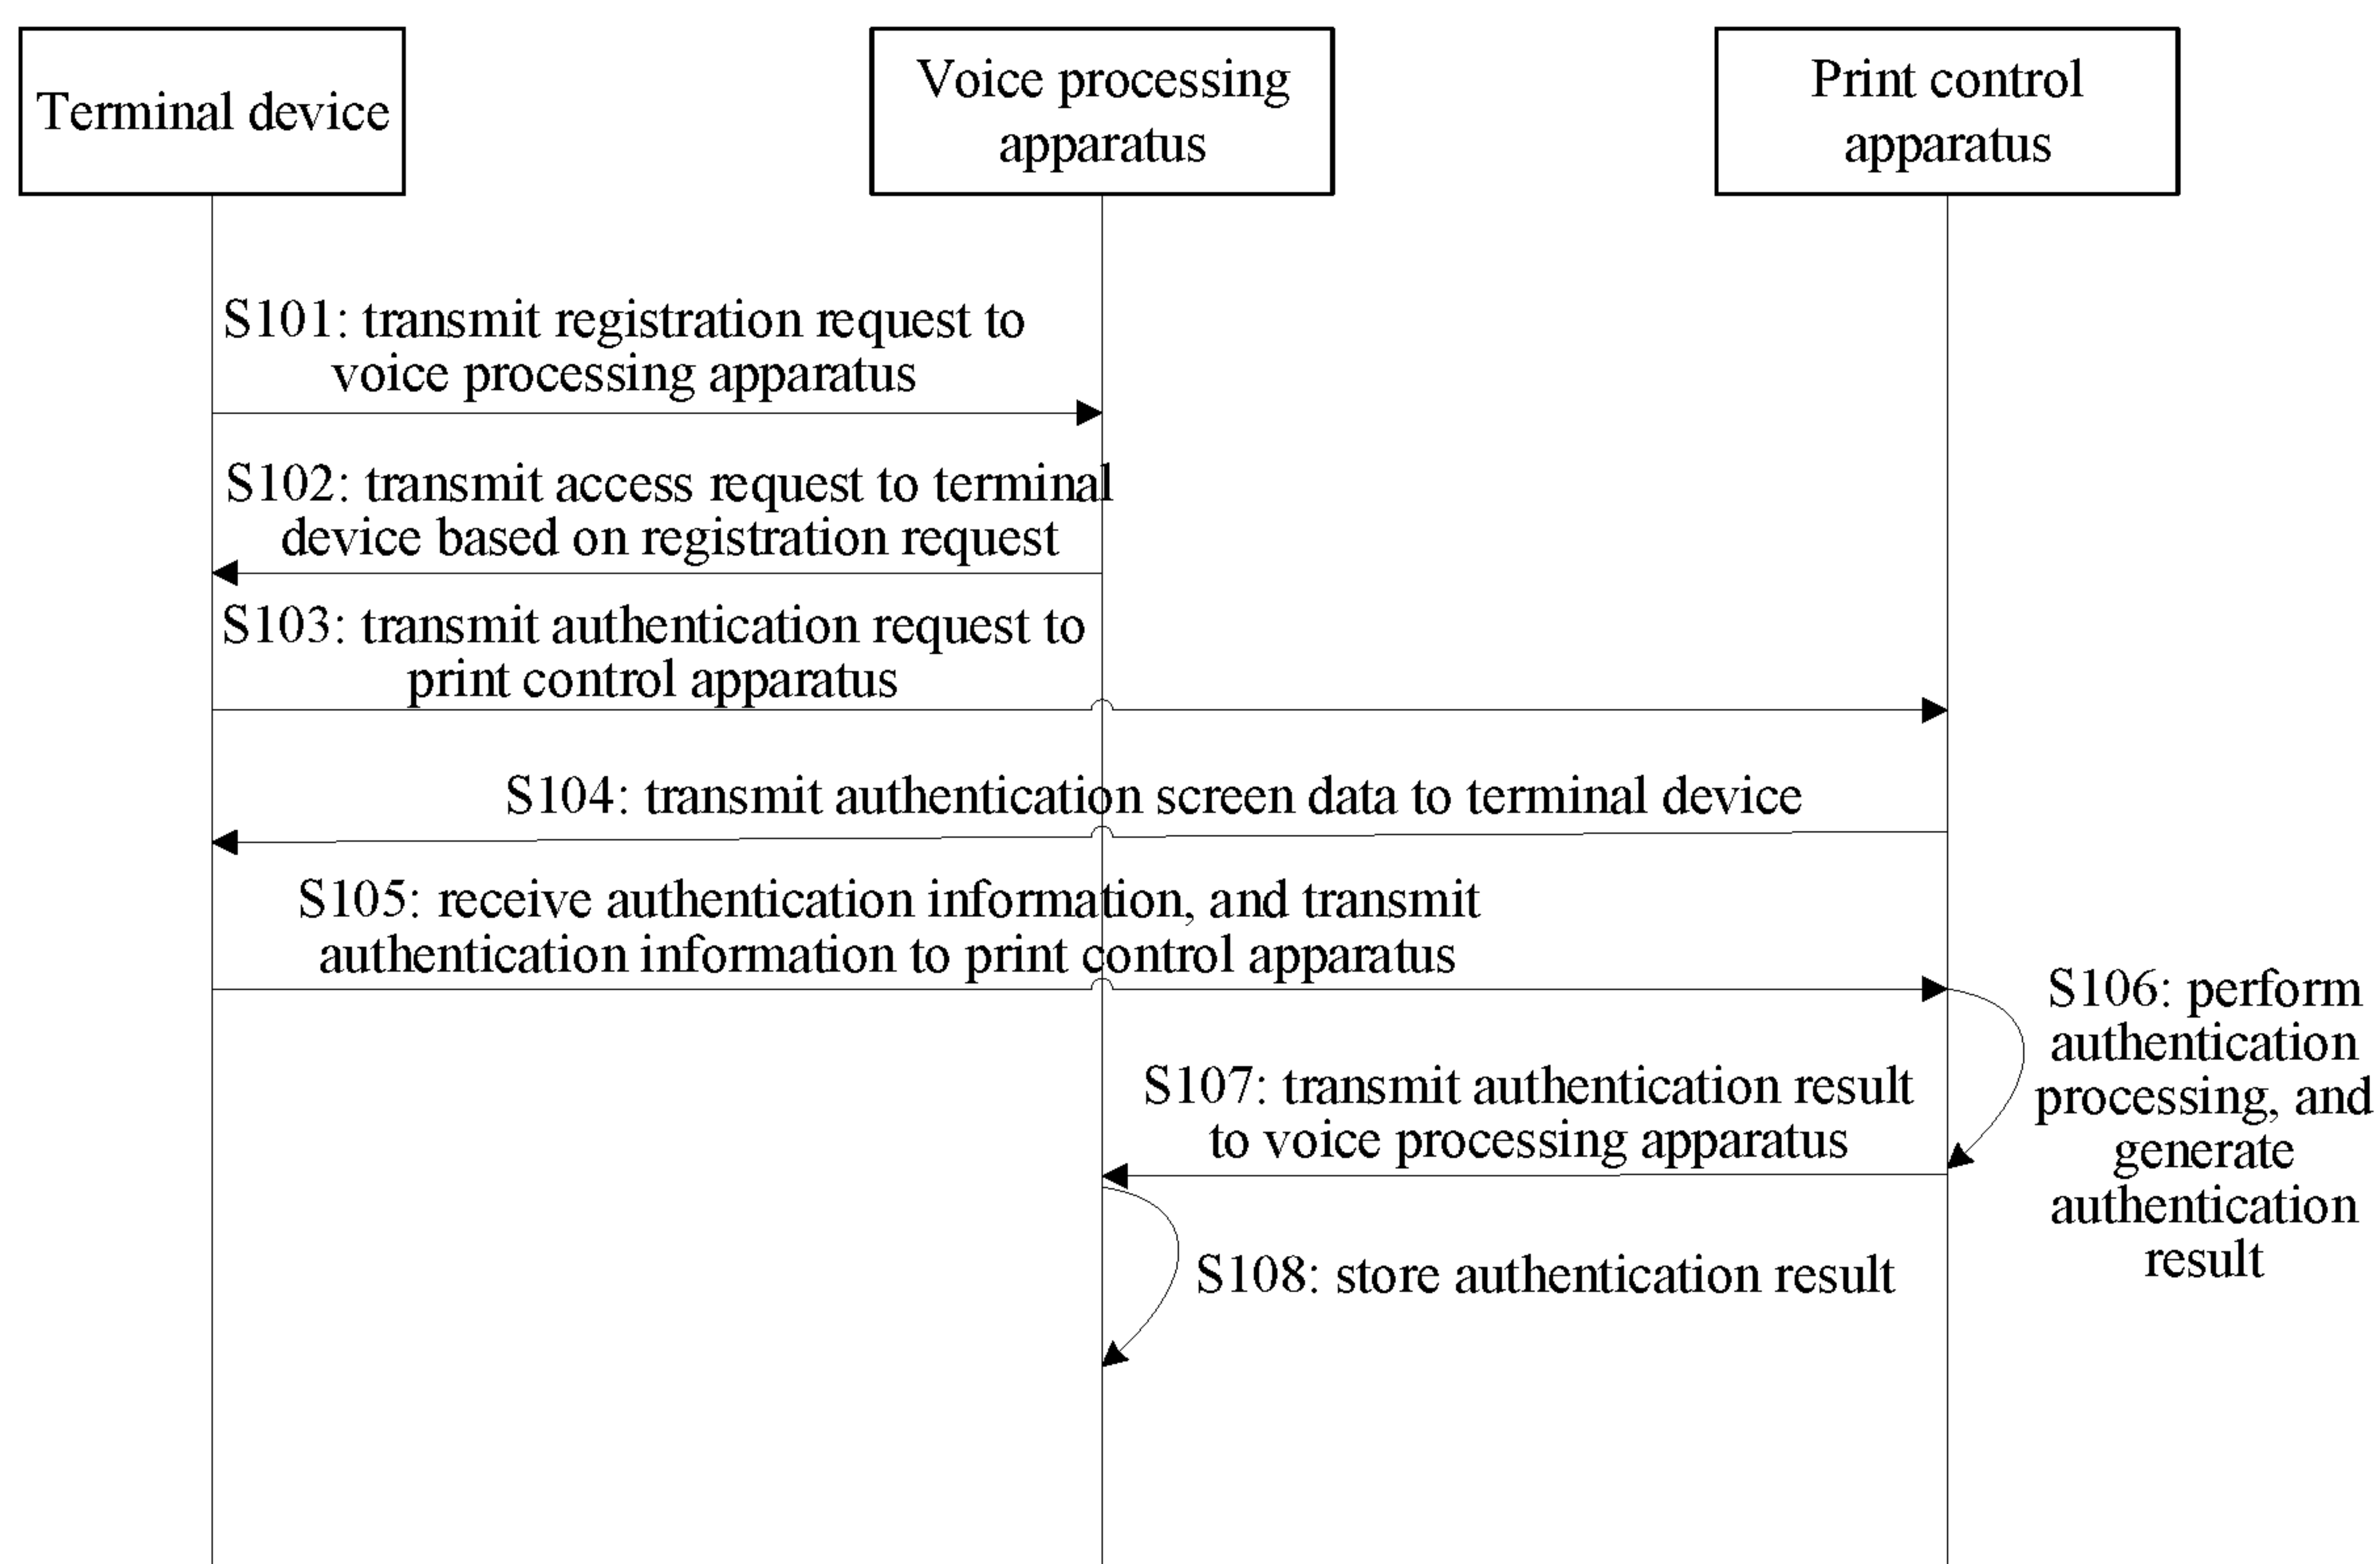 Terminal device
Voice processing
apparatus
Print control
apparatus
S101: transmit registration request to
voice processing apparatus
S102: transmit access request to terminal
device based on registration request
S103: transmit authentication request to
print control apparatus
S104: transmit authentication screen data to terminal device
S105: receive authentication information, and transmit
authentication information to print control apparatus
S106: perform
authentication
processing, and
generate
authentication
result
S107: transmit authentication result
to voice processing apparatus
S108: store authentication result